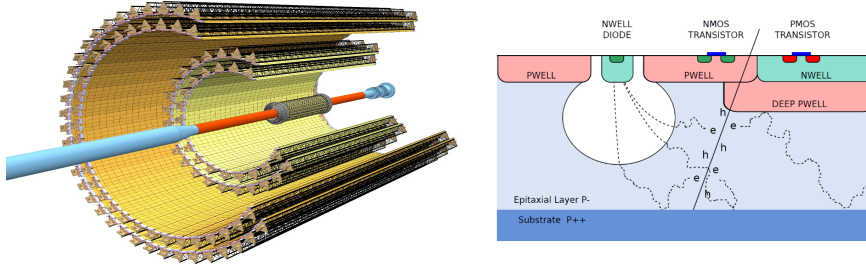 NWELL
DIODE
NMOS
TRANSISTOR
PMOS
TRANSISTOR
PWELL
PWELL
NWELL
DEEP PWELL
h
e
e
h
h
e
e
h
Epitaxial Layer P-
Substrate P++